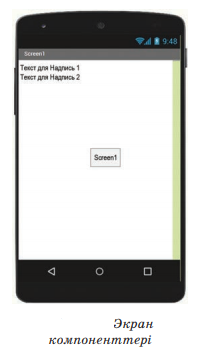 9:48
Screen1
Текст для Надпись 1
Текст для Надпись 2
Screen1
Экран
компоненттері